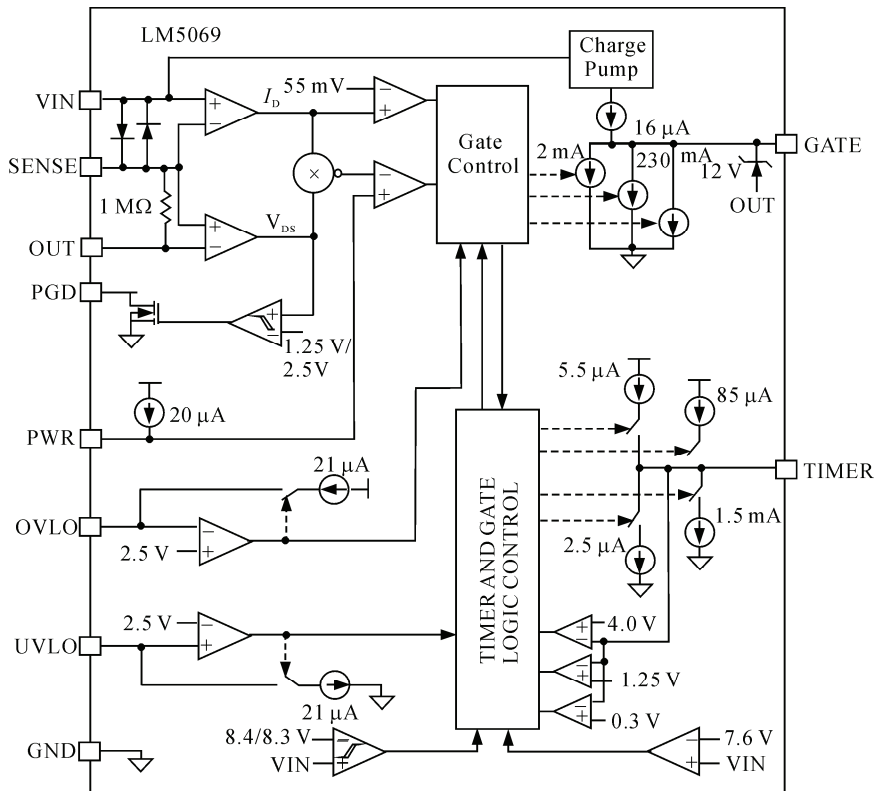 LM5069
Charge
Pump
VIN
+
−
I_D
55 mV
−
+
16 μA
GATE
Gate
Control
2 mA
230 mA
12 V
OUT
SENSE
×
−
+
1 MΩ
+
−
V_DS
OUT
PGD
+
−
1.25 V/
2.5V
5.5 μA
85 μA
20 μA
PWR
TIMER
21 μA
OVLO
−
2.5 V
+
TIMER AND GATE
LOGIC CONTROL
1.5 mA
2.5 μA
2.5 V
−
+
UVLO
+
−
4.0 V
−
+
1.25 V
−
+
0.3 V
21 μA
8.4/8.3 V
−
+
VIN
−
7.6 V
+
VIN
GND